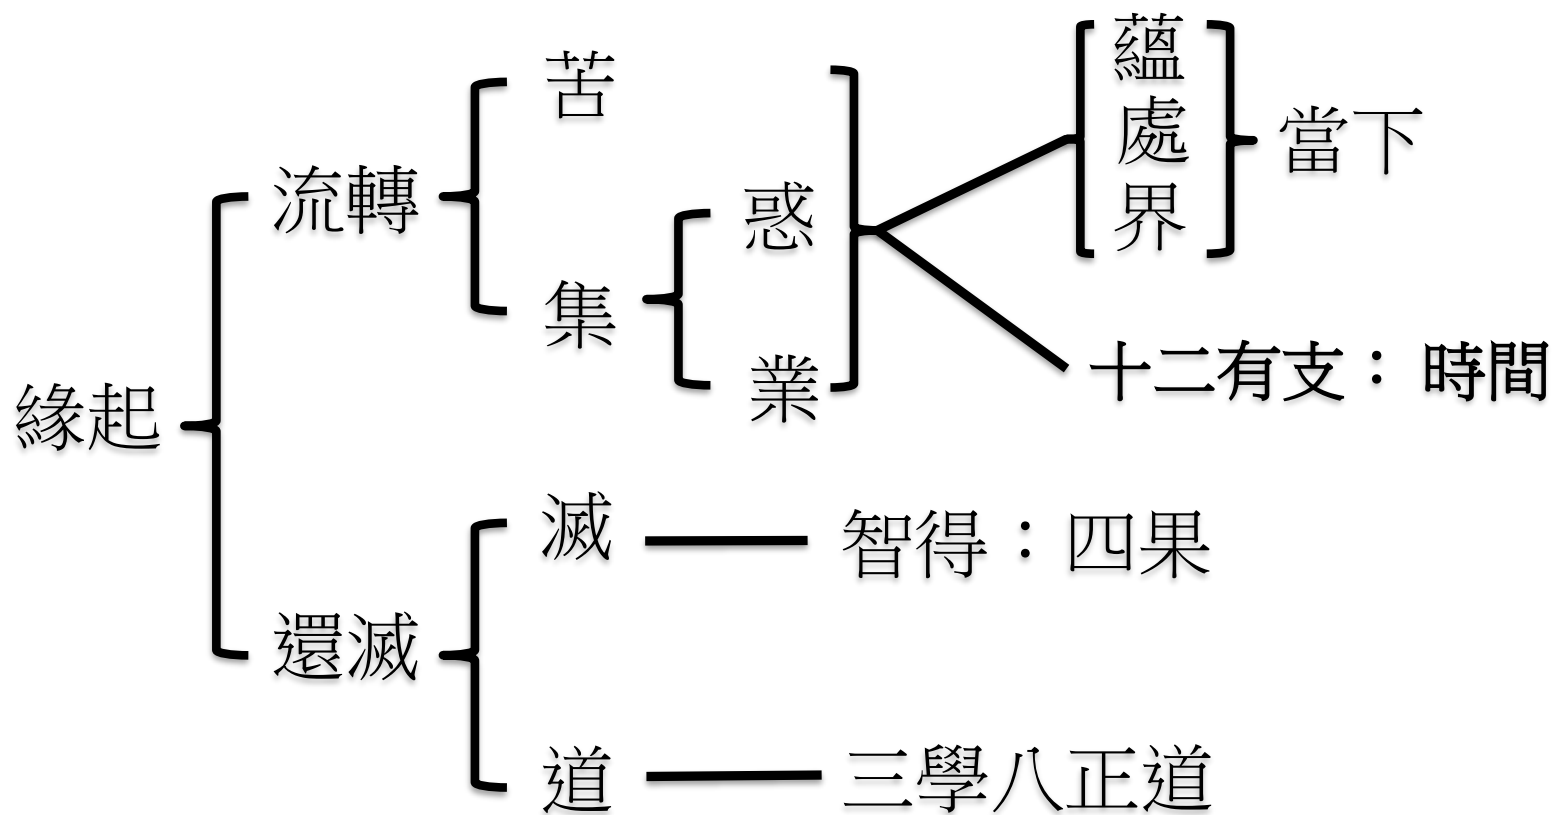 緣起
流轉
還滅
苦
集
滅
道
惑
業
蘊
處
界
當下
十二有支：時間
智得：四果
三學八正道